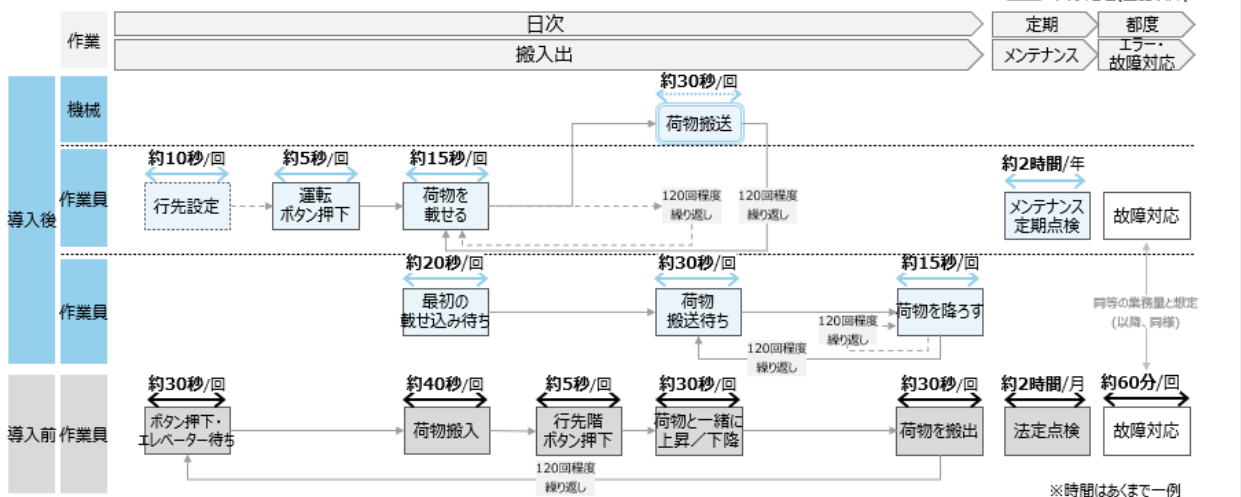 作業
日次
定期
都度
搬入出
メンテナンス
エラー・
故障対応
導入後
機械
約30秒/回
荷物搬送
作業員
約10秒/回
行先設定
約5秒/回
運転
ボタン押下
約15秒/回
荷物を
載せる
120回程度
繰り返し
120回程度
繰り返し
約2時間/年
メンテナンス
定期点検
故障対応
作業員
約20秒/回
最初の
載せ込み待ち
約30秒/回
荷物
搬送待ち
約15秒/回
荷物を降ろす
120回程度
繰り返し
120回程度
繰り返し
同等の業務量と想定
(以降、同様)
導入前
作業員
約30秒/回
ボタン押下・
エレベーター待ち
約40秒/回
荷物搬入
約5秒/回
行先階
ボタン押下
約30秒/回
荷物と一緒に
上昇／下降
約30秒/回
荷物を搬出
約2時間/月
法定点検
約60分/回
故障対応
120回程度
繰り返し
※時間はあくまで一例